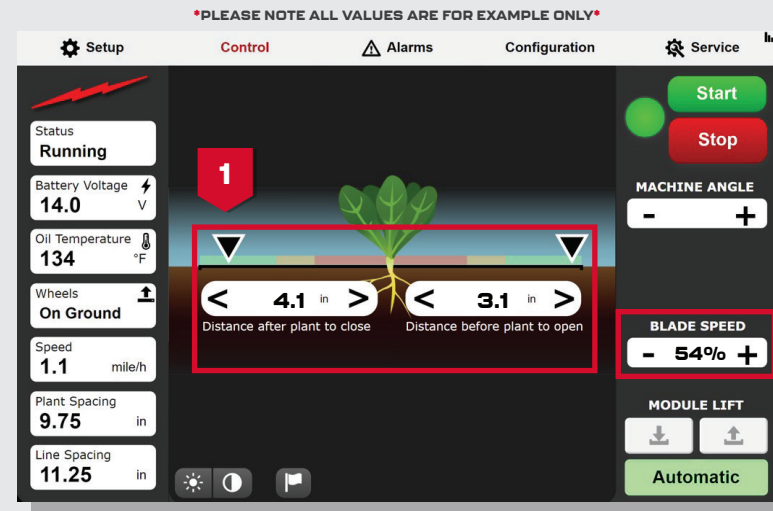 *PLEASE NOTE ALL VALUES ARE FOR EXAMPLE ONLY*
Setup Control Alarms Configuration Service
Status
Running
Battery Voltage
14.0 V
Oil Temperature
134 °F
Wheels
On Ground
Speed
1.1 mile/h
Plant Spacing
9.75 in
Line Spacing
11.25 in
1
< 4.1 in >
Distance after plant to close
< 3.1 in >
Distance before plant to open
Start
Stop
MACHINE ANGLE
- +
BLADE SPEED
- 54% +
MODULE LIFT
Automatic